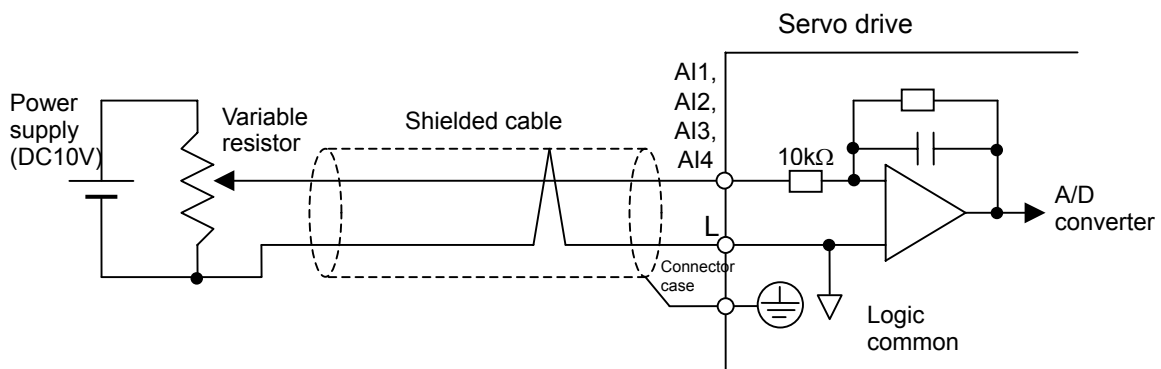 Servo drive
AI1,
AI2,
AI3,
AI4
Power
supply
(DC10V)
Variable
resistor
Shielded cable
10kΩ
A/D
converter
L
Connector
case
Logic
common